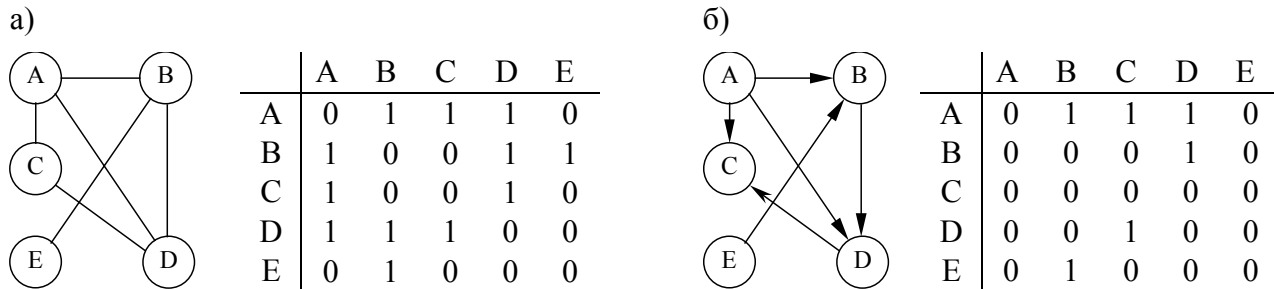 а)
A B
C
E D
A B C D E
A 0 1 1 1 0
B 1 0 0 1 1
C 1 0 0 1 0
D 1 1 1 0 0
E 0 1 0 0 0
б)
A B
C
E D
A B C D E
A 0 1 1 1 0
B 0 0 0 1 0
C 0 0 0 0 0
D 0 0 1 0 0
E 0 1 0 0 0